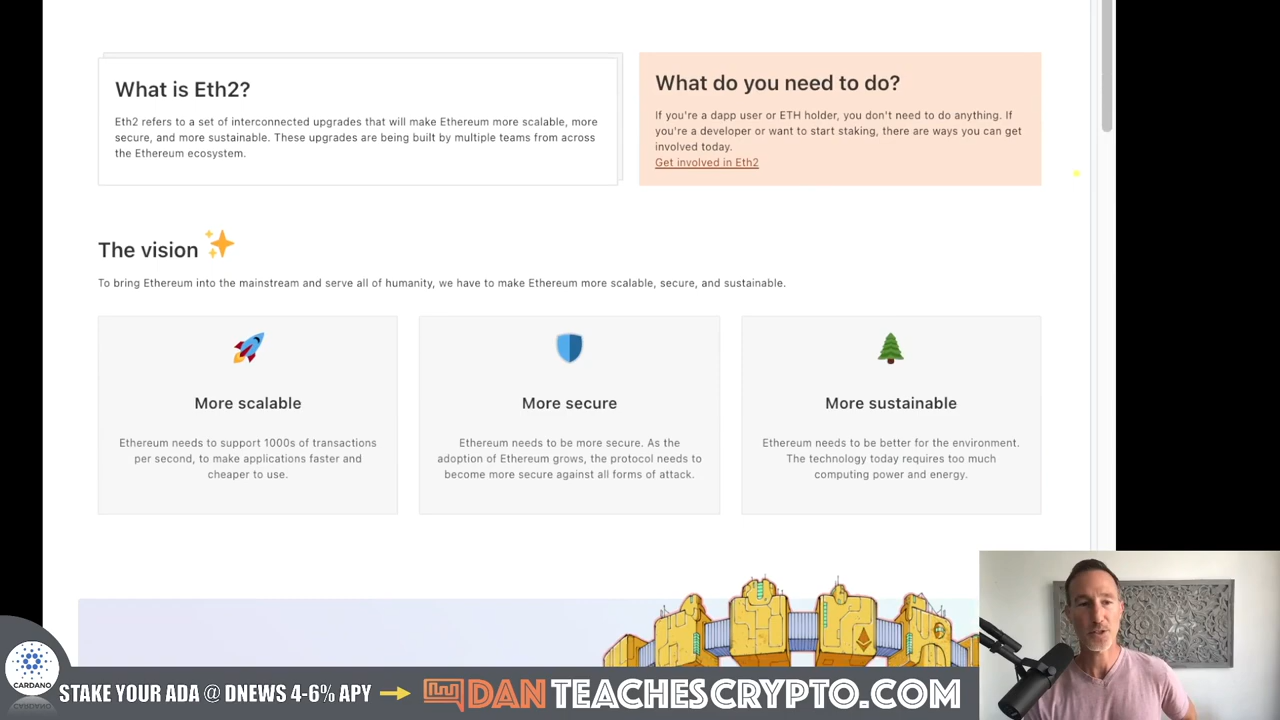 What is Eth2?
Eth2 refers to a set of interconnected upgrades that will make Ethereum more scalable, more
secure, and more sustainable. These upgrades are being built by multiple teams from across
the Ethereum ecosystem.
What do you need to do?
If you're a dapp user or ETH holder, you don't need to do anything. If
you're a developer or want to start staking, there are ways you can get
involved today.
Get involved in Eth2
The vision
To bring Ethereum into the mainstream and serve all of humanity, we have to make Ethereum more scalable, secure, and sustainable.
More scalable
Ethereum needs to support 1000s of transactions
per second, to make applications faster and
cheaper to use.
More secure
Ethereum needs to be more secure. As the
adoption of Ethereum grows, the protocol needs to
become more secure against all forms of attack.
More sustainable
Ethereum needs to be better for the environment.
The technology today requires too much
computing power and energy.
CARDANO
STAKE YOUR ADA @ DNEWS 4-6% APY
DANTEACHESCRYPTO.COM